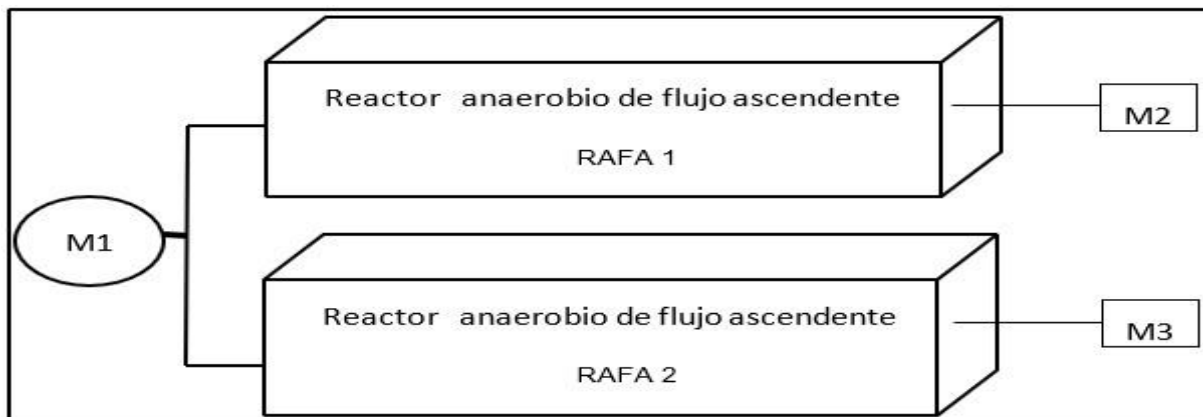 Reactor anaerobio de flujo ascendente
RAFA 1
M2
M1
Reactor anaerobio de flujo ascendente
RAFA 2
M3